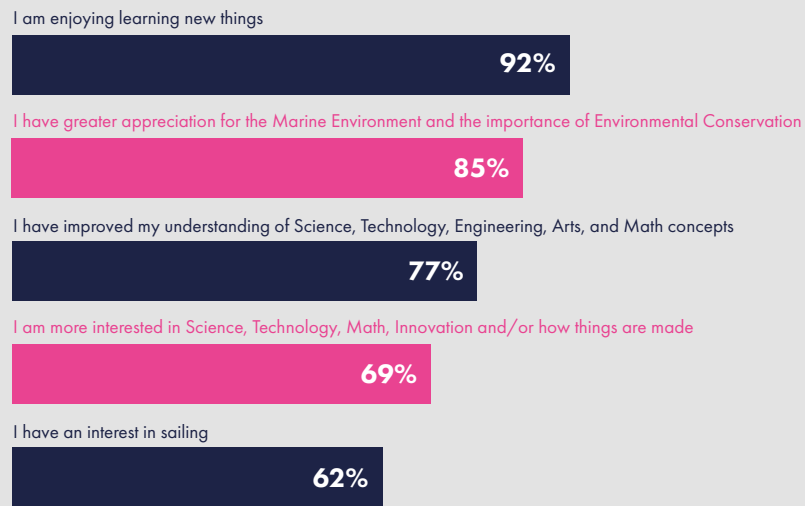 I am enjoying learning new things
92%
I have greater appreciation for the Marine Environment and the importance of Environmental Conservation
85%
I have improved my understanding of Science, Technology, Engineering, Arts, and Math concepts
77%
I am more interested in Science, Technology, Math, Innovation and/or how things are made
69%
I have an interest in sailing
62%